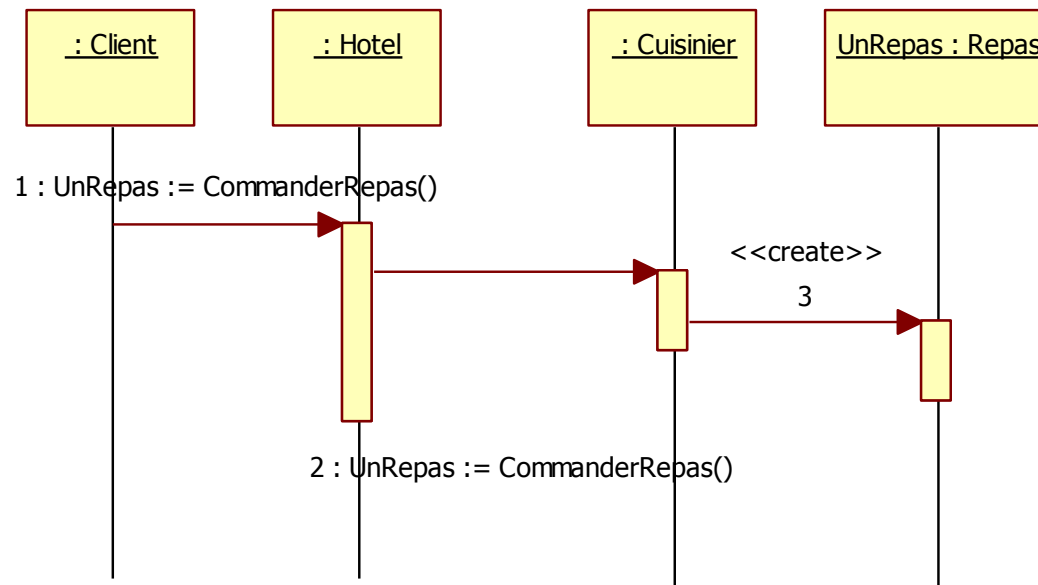 : Client
: Hotel
: Cuisinier
UnRepas : Repas
1 : UnRepas := CommanderRepas()
<<create>>
3
2 : UnRepas := CommanderRepas()